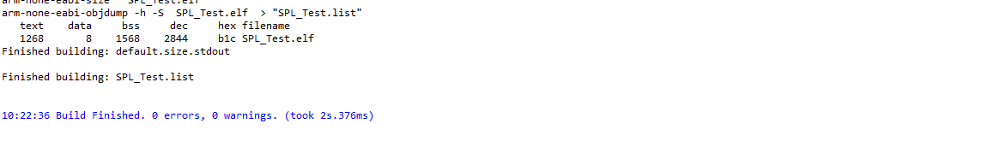 arm-none-eabi-size SPL_Test.elf
arm-none-eabi-objdump -h -S  SPL_Test.elf  > "SPL_Test.list"
   text    data     bss     dec     hex filename
   1268       8    1568    2844     b1c SPL_Test.elf
Finished building: default.size.stdout
Finished building: SPL_Test.list
10:22:36 Build Finished. 0 errors, 0 warnings. (took 2s.376ms)